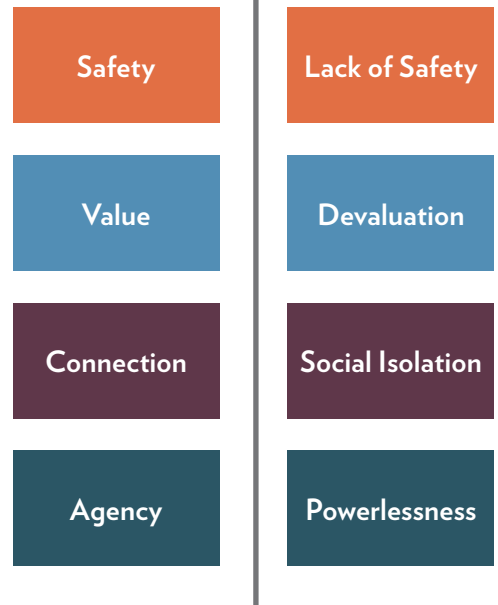 Safety
Lack of Safety
Value
Devaluation
Connection
Social Isolation
Agency
Powerlessness